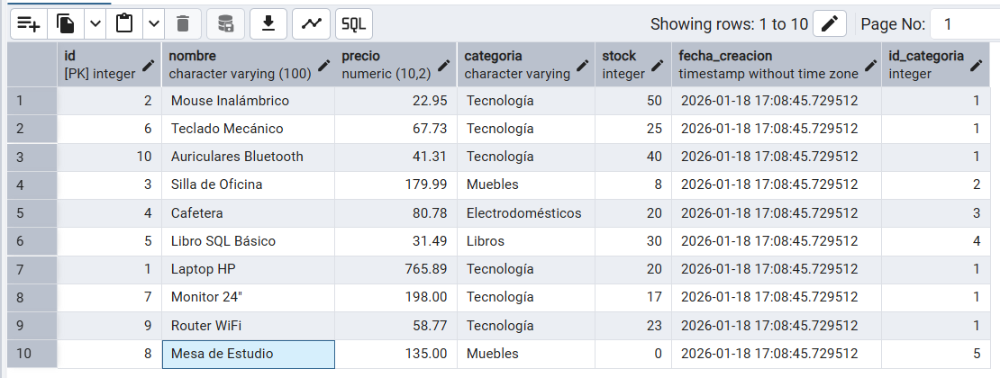 SQL Showing rows: 1 to 10 Page No: 1
id nombre precio categoria stock fecha_creacion id_categoria
[PK] integer character varying (100) numeric (10,2) character varying integer timestamp without time zone integer
1 2 Mouse Inalámbrico 22.95 Tecnología 50 2026-01-18 17:08:45.729512 1
2 6 Teclado Mecánico 67.73 Tecnología 25 2026-01-18 17:08:45.729512 1
3 10 Auriculares Bluetooth 41.31 Tecnología 40 2026-01-18 17:08:45.729512 1
4 3 Silla de Oficina 179.99 Muebles 8 2026-01-18 17:08:45.729512 2
5 4 Cafetera 80.78 Electrodomésticos 20 2026-01-18 17:08:45.729512 3
6 5 Libro SQL Básico 31.49 Libros 30 2026-01-18 17:08:45.729512 4
7 1 Laptop HP 765.89 Tecnología 20 2026-01-18 17:08:45.729512 1
8 7 Monitor 24" 198.00 Tecnología 17 2026-01-18 17:08:45.729512 1
9 9 Router WiFi 58.77 Tecnología 23 2026-01-18 17:08:45.729512 1
10 8 Mesa de Estudio 135.00 Muebles 0 2026-01-18 17:08:45.729512 5